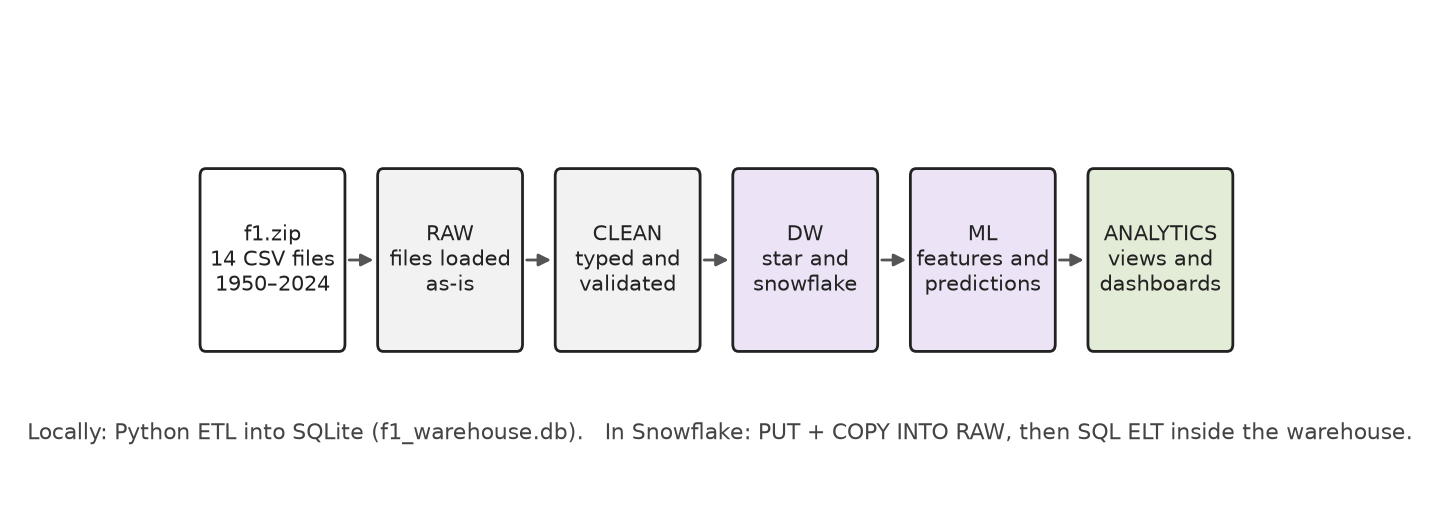 f1.zip
14 CSV files
1950–2024
RAW
files loaded
as-is
CLEAN
typed and
validated
DW
star and
snowflake
ML
features and
predictions
ANALYTICS
views and
dashboards
Locally: Python ETL into SQLite (f1_warehouse.db).   In Snowflake: PUT + COPY INTO RAW, then SQL ELT inside the warehouse.